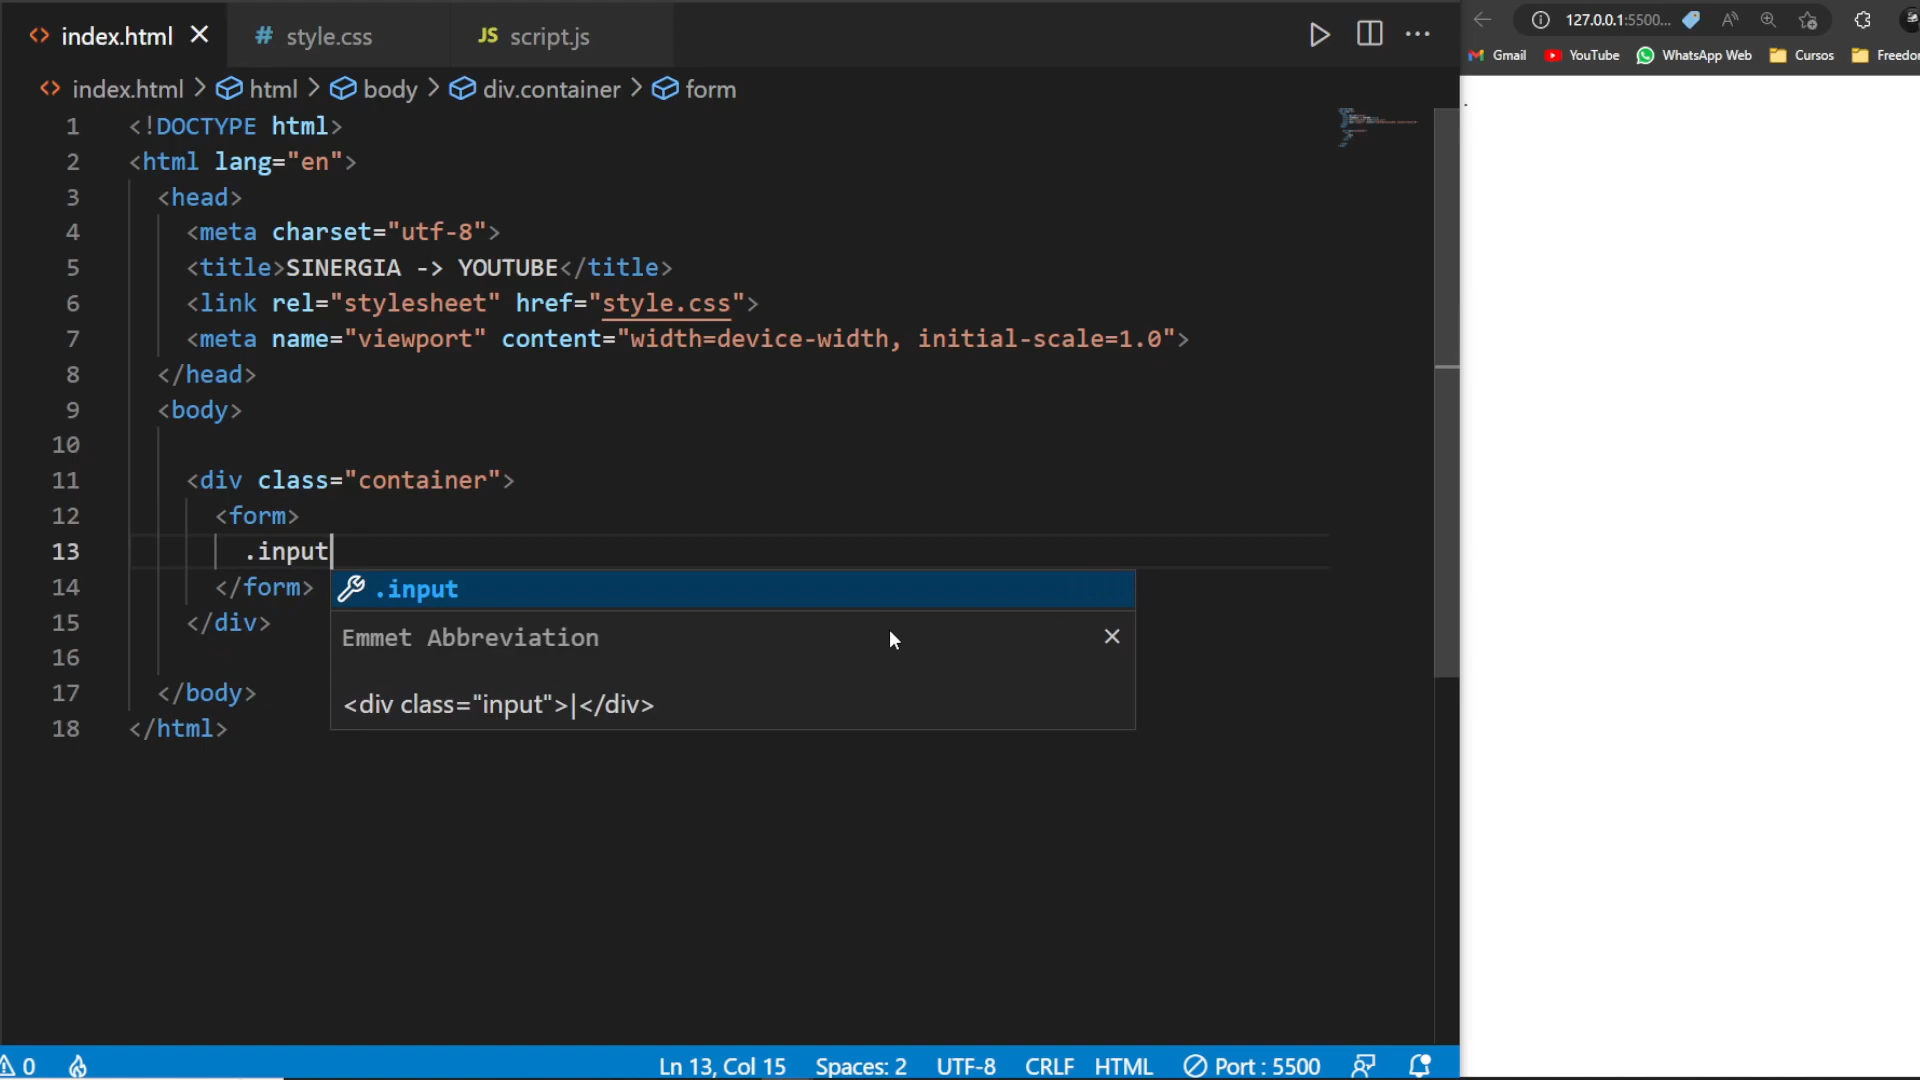 index.html style.css JS script.js
127.0.0.1:5500...
Gmail YouTube WhatsApp Web Cursos Freedo
index.html > html > body > div.container > form
1 <!DOCTYPE html>
2 <html lang="en">
3 <head>
4 <meta charset="utf-8">
5 <title>SINERGIA -> YOUTUBE</title>
6 <link rel="stylesheet" href="style.css">
7 <meta name="viewport" content="width=device-width, initial-scale=1.0">
8 </head>
9 <body>
10
11 <div class="container">
12 <form>
13 .input
14 </form>
.input
15 </div>
Emmet Abbreviation
16
<div class="input">|</div>
17 </body>
18 </html>
0 Ln 13, Col 15 Spaces: 2 UTF-8 CRLF HTML Port : 5500